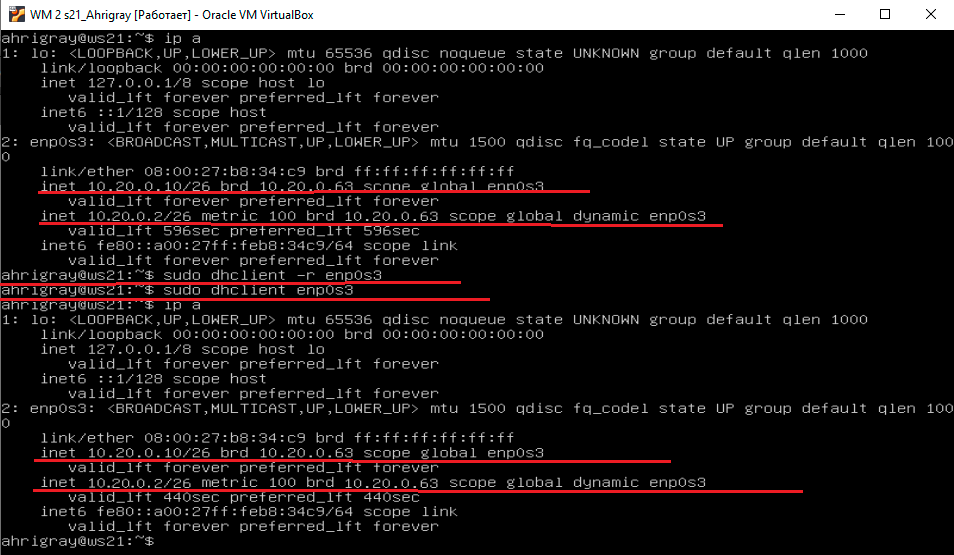 WM 2 s21_Ahrigray [Работает] - Oracle VM VirtualBox
ahrigray@ws21:~$ ip a
1: lo: <LOOPBACK,UP,LOWER_UP> mtu 65536 qdisc noqueue state UNKNOWN group default qlen 1000
link/loopback 00:00:00:00:00:00 brd 00:00:00:00:00:00
inet 127.0.0.1/8 scope host lo
valid_lft forever preferred_lft forever
inet6 ::1/128 scope host
valid_lft forever preferred_lft forever
2: enp0s3: <BROADCAST,MULTICAST,UP,LOWER_UP> mtu 1500 qdisc fq_codel state UP group default qlen 100
0
link/ether 08:00:27:b8:34:c9 brd ff:ff:ff:ff:ff:ff
inet 10.20.0.10/26 brd 10.20.0.63 scope global enp0s3
valid_lft forever preferred_lft forever
inet 10.20.0.2/26 metric 100 brd 10.20.0.63 scope global dynamic enp0s3
valid_lft 596sec preferred_lft 596sec
inet6 fe80::a00:27ff:feb8:34c9/64 scope link
valid_lft forever preferred_lft forever
ahrigray@ws21:~$ sudo dhclient -r enp0s3
ahrigray@ws21:~$ sudo dhclient enp0s3
ahrigray@ws21:~$ ip a
1: lo: <LOOPBACK,UP,LOWER_UP> mtu 65536 qdisc noqueue state UNKNOWN group default qlen 1000
link/loopback 00:00:00:00:00:00 brd 00:00:00:00:00:00
inet 127.0.0.1/8 scope host lo
valid_lft forever preferred_lft forever
inet6 ::1/128 scope host
valid_lft forever preferred_lft forever
2: enp0s3: <BROADCAST,MULTICAST,UP,LOWER_UP> mtu 1500 qdisc fq_codel state UP group default qlen 100
0
link/ether 08:00:27:b8:34:c9 brd ff:ff:ff:ff:ff:ff
inet 10.20.0.10/26 brd 10.20.0.63 scope global enp0s3
valid_lft forever preferred_lft forever
inet 10.20.0.2/26 metric 100 brd 10.20.0.63 scope global dynamic enp0s3
valid_lft 440sec preferred_lft 440sec
inet6 fe80::a00:27ff:feb8:34c9/64 scope link
valid_lft forever preferred_lft forever
ahrigray@ws21:~$